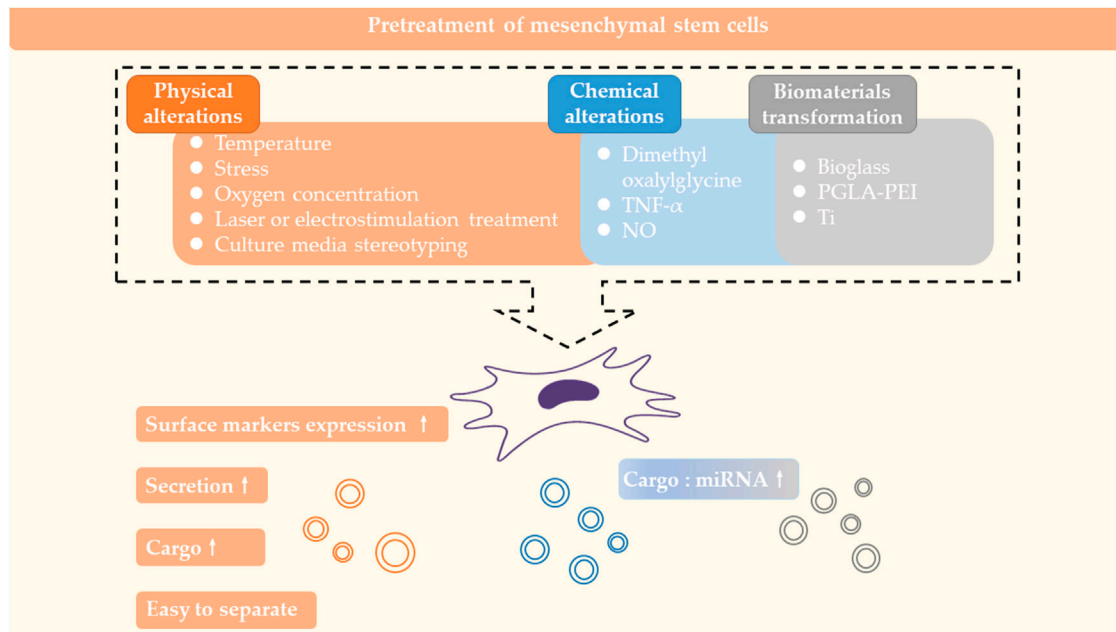 Pretreatment of mesenchymal stem cells
Physical
alterations
Temperature
Stress
Oxygen concentration
Laser or electrostimulation treatment
Culture media stereotyping
Chemical
alterations
Dimethyl
oxalylglycine
TNF-α
NO
Biomaterials
transformation
Bioglass
PGLA-PEI
Ti
Surface markers expression ↑
Secretion ↑
Cargo ↑
Easy to separate
Cargo : miRNA ↑